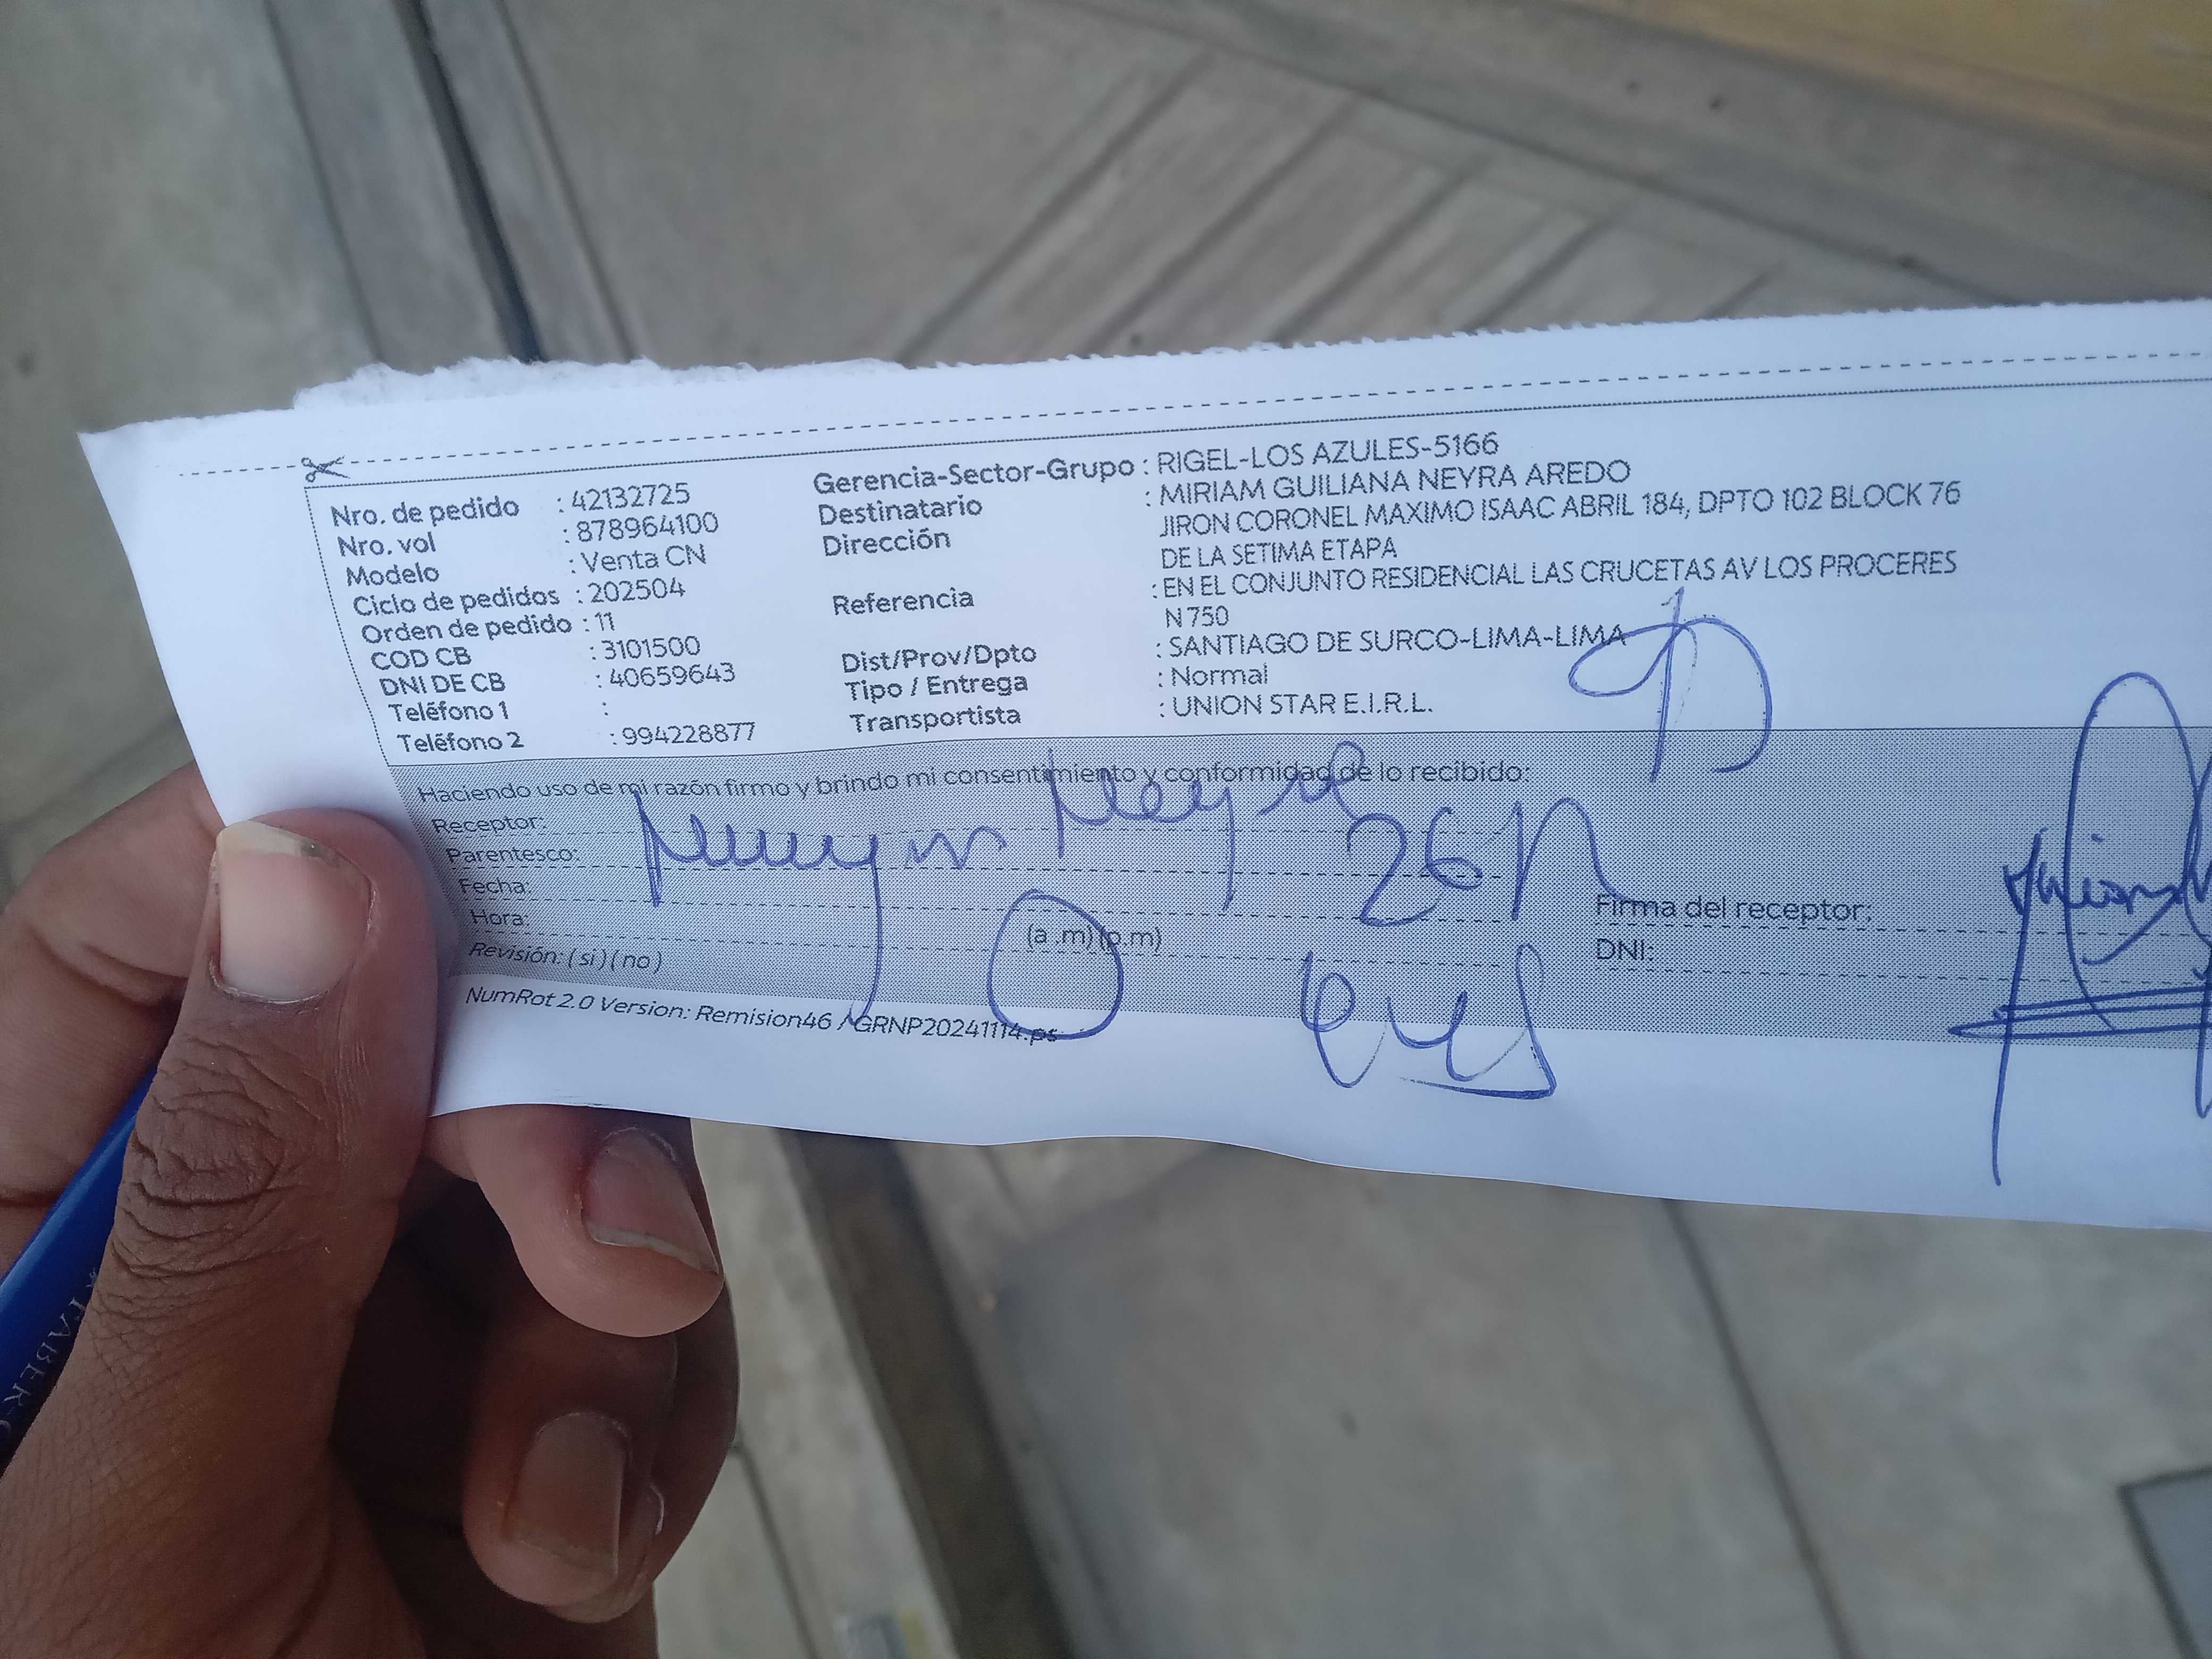 Nro. de pedido : 42132725
Nro. vol : 878964100
Modelo : Venta CN
Ciclo de pedidos : 202504
Orden de pedido : 11
COD CB : 3101500
DNI DE CB : 40659643
Teléfono 1 :
Teléfono 2 : 994228877
Gerencia-Sector-Grupo : RIGEL-LOS AZULES-5166
Destinatario : MIRIAM GUILIANA NEYRA AREDO
Dirección JIRON CORONEL MAXIMO ISAAC ABRIL 184, DPTO 102 BLOCK 76
DE LA SETIMA ETAPA
Referencia : EN EL CONJUNTO RESIDENCIAL LAS CRUCETAS AV LOS PROCERES
N 750
Dist/Prov/Dpto : SANTIAGO DE SURCO-LIMA-LIMA
Tipo / Entrega : Normal
Transportista : UNION STAR E.I.R.L.
Haciendo uso de mi razón firmo y brindo mi consentimiento y conformidad de lo recibido:
Receptor: Neyra
Parentesco: 26
Fecha:
Hora: (a .m) (p.m)
Revisión: ( si ) ( no )
Firma del receptor:
DNI:
NumRot 2.0 Version: Remision46 / GRNP20241114.ps